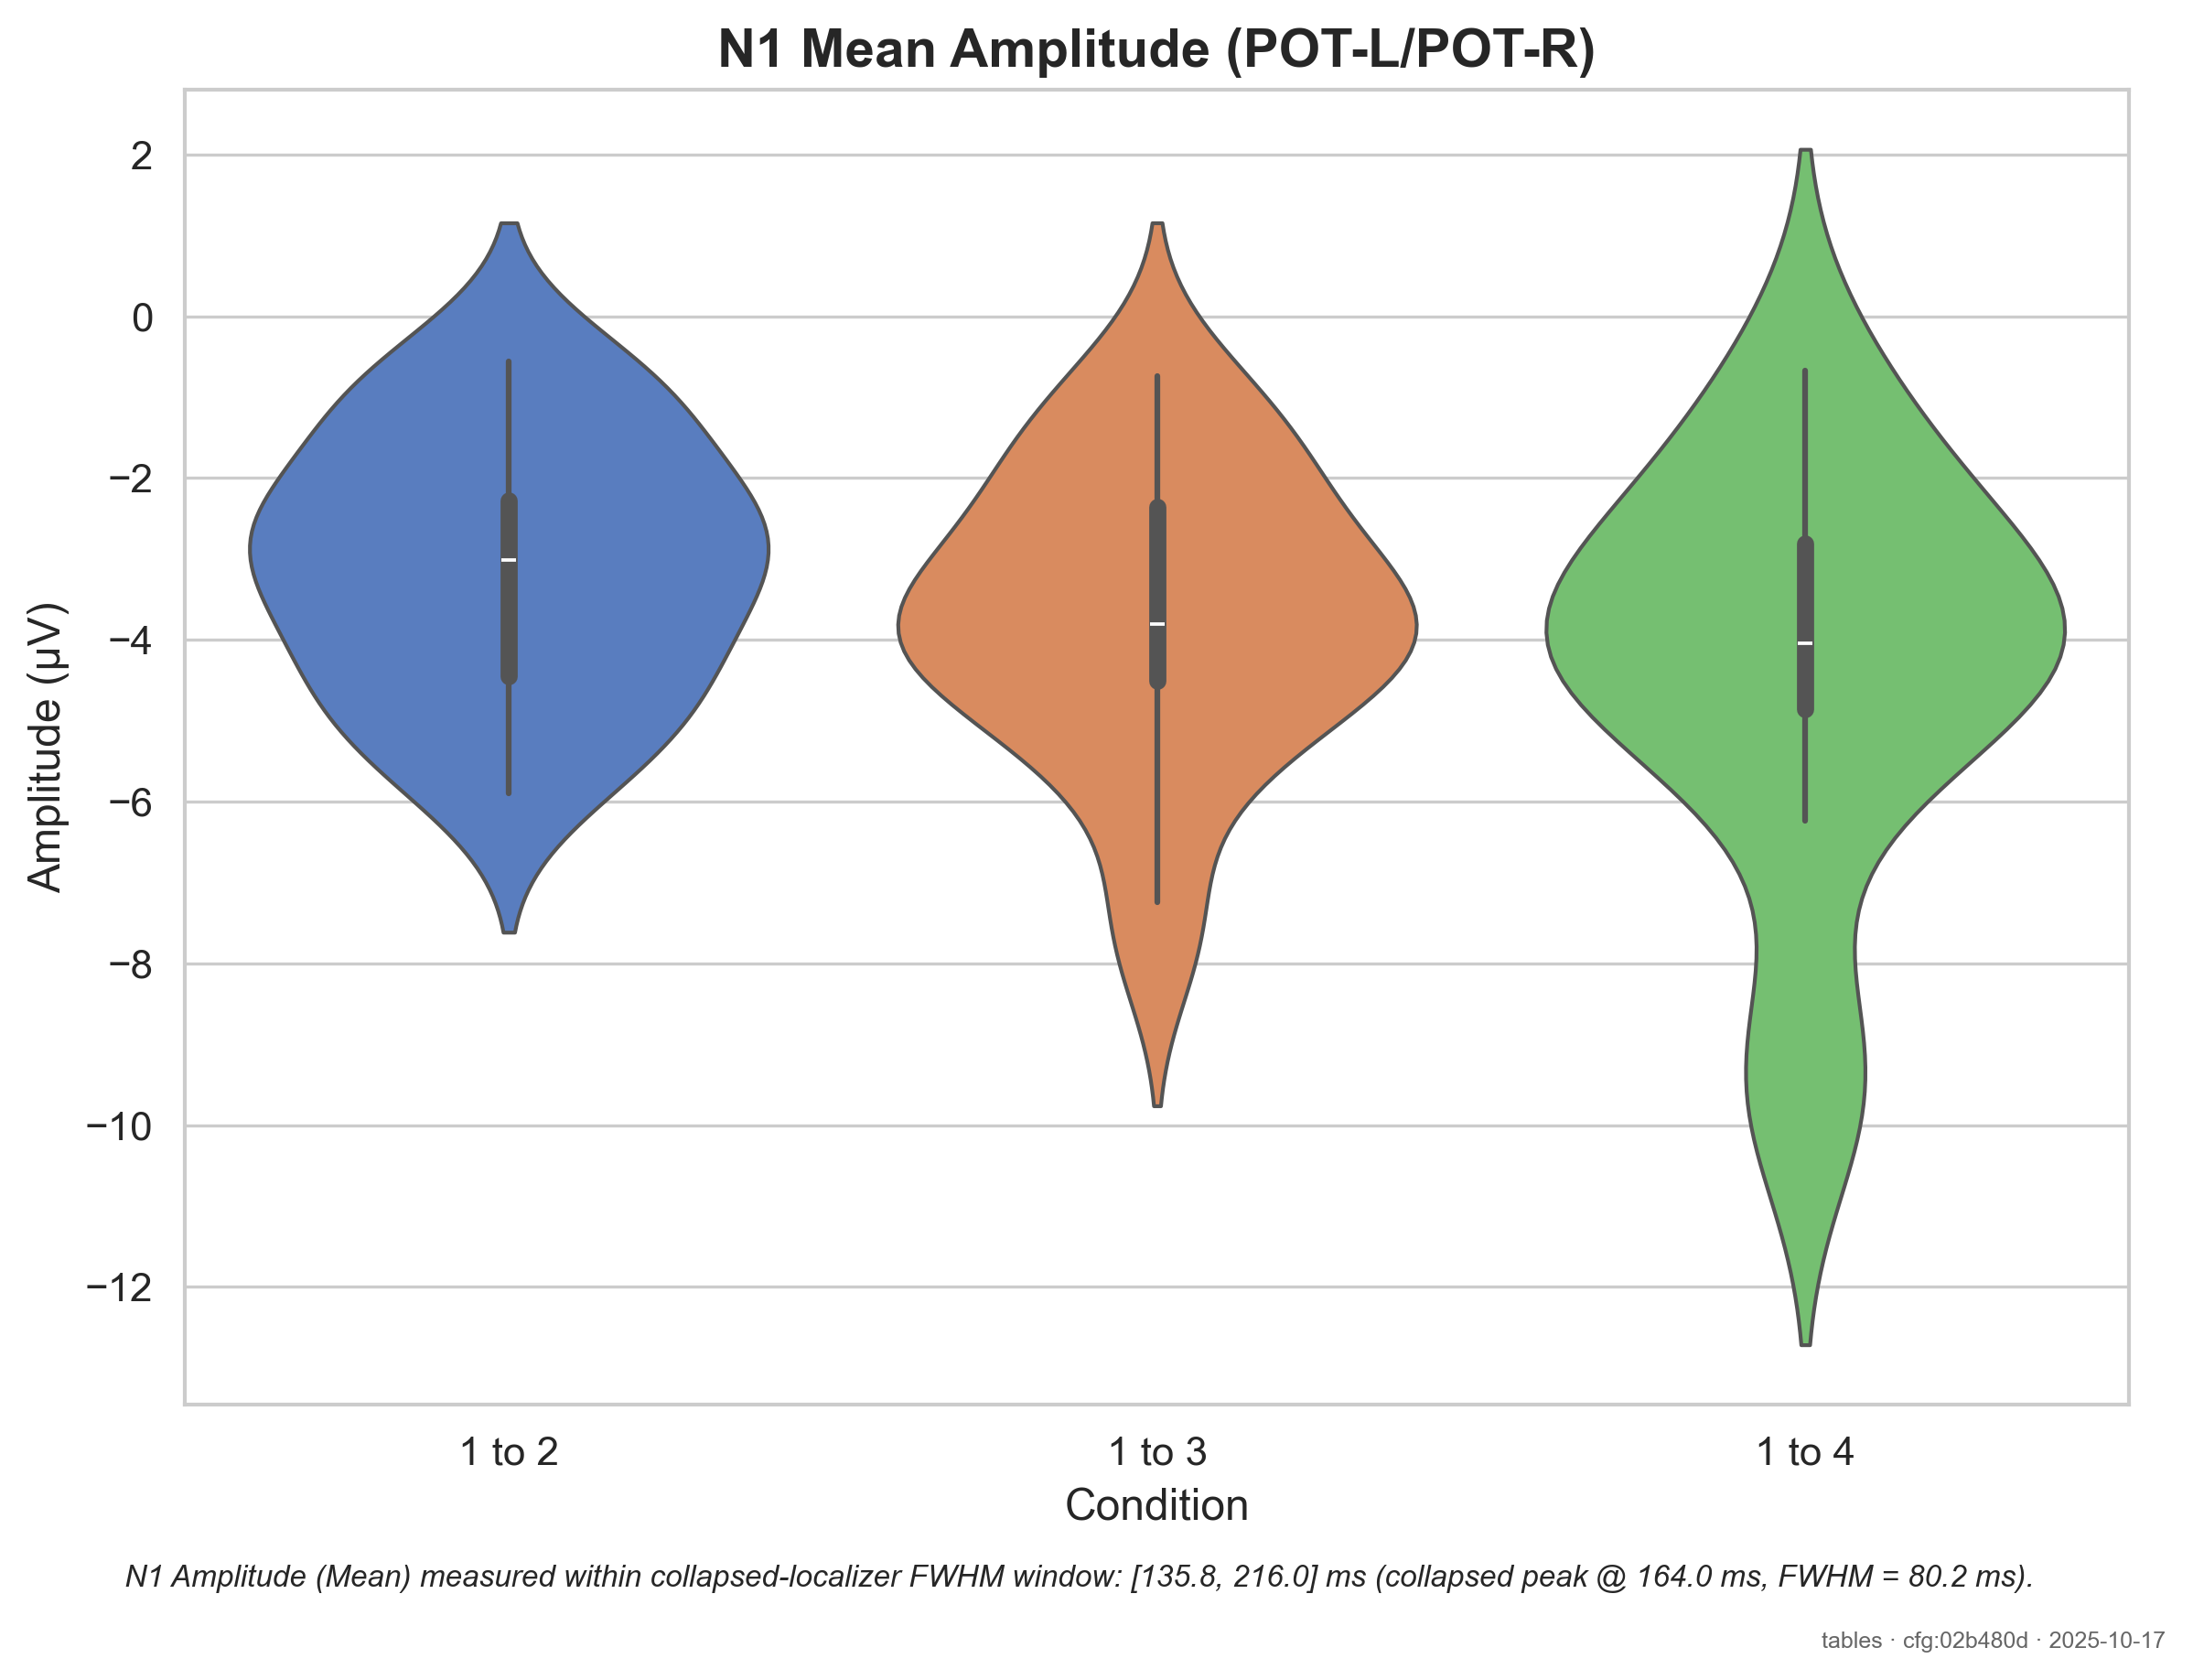 N1 Mean Amplitude (POT-L/POT-R)
Amplitude (µV)
2
0
−2
−4
−6
−8
−10
−12
1 to 2
1 to 3
1 to 4
Condition
N1 Amplitude (Mean) measured within collapsed-localizer FWHM window: [135.8, 216.0] ms (collapsed peak @ 164.0 ms, FWHM = 80.2 ms).
tables · cfg:02b480d · 2025-10-17